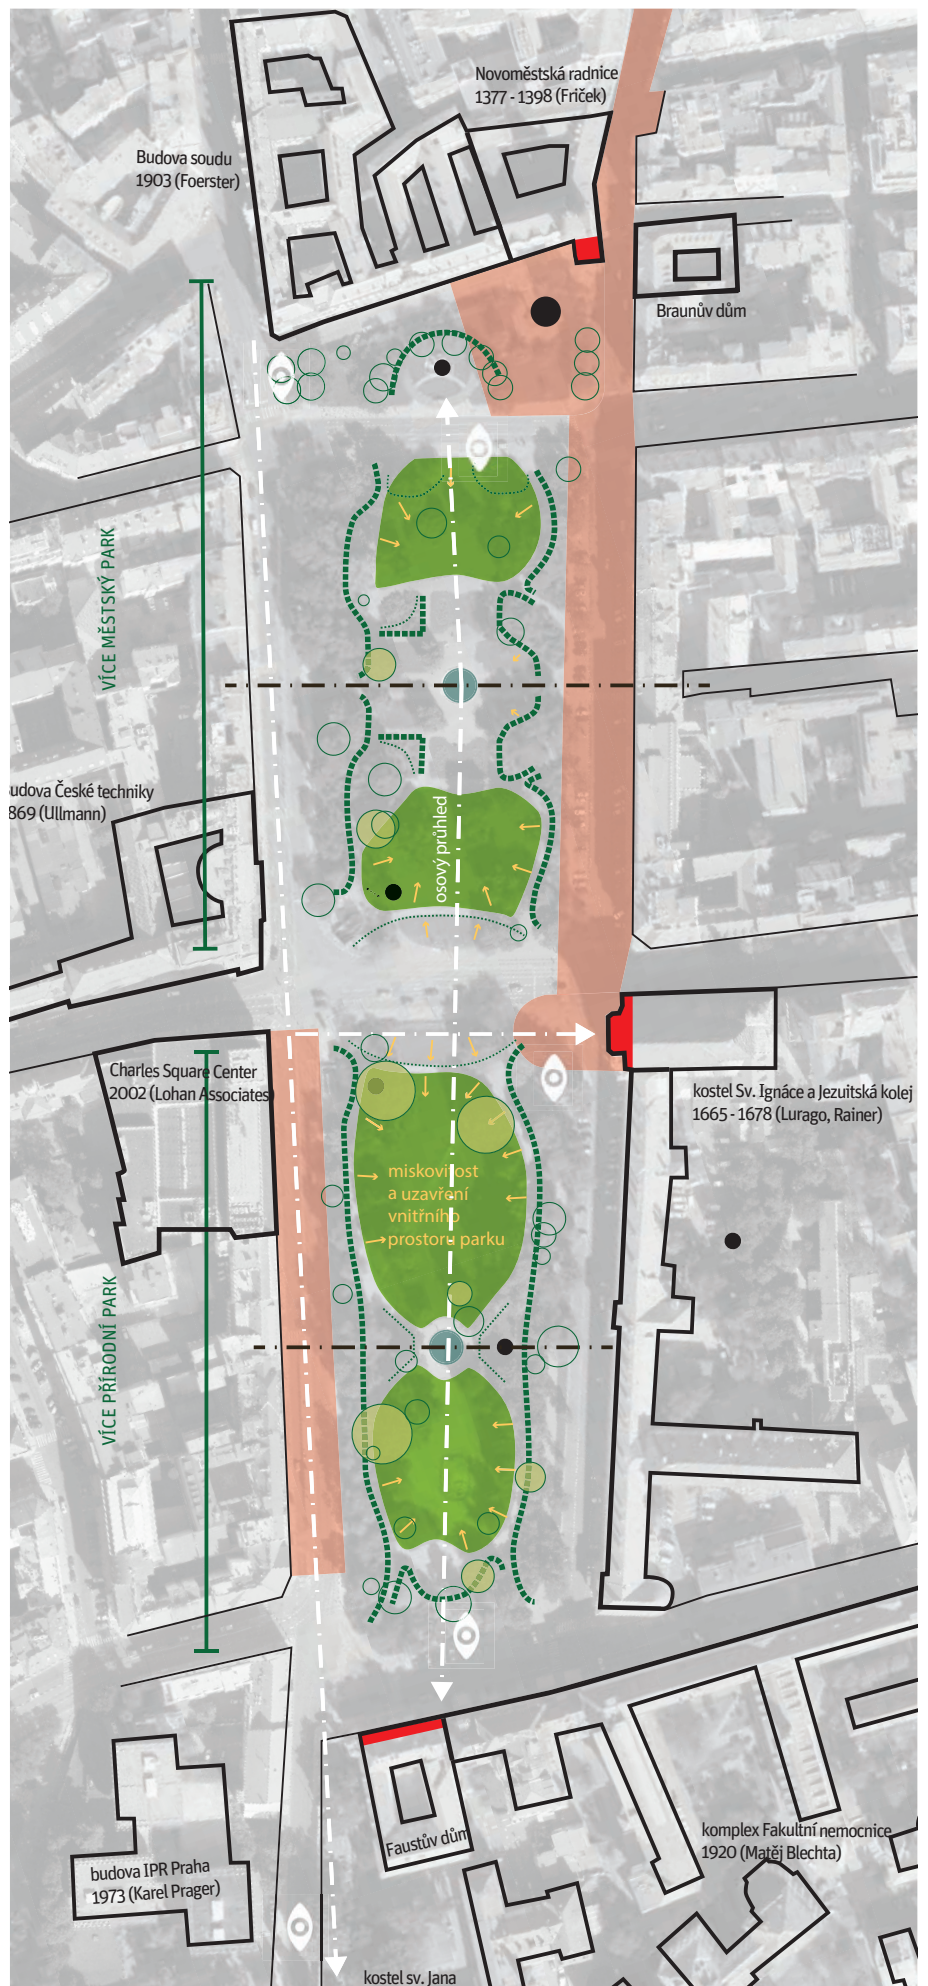 Novoměstská radnice
1377 - 1398 (Friček)
Budova soudu
1903 (Foerster)
Braunův dům
VÍCE MĚSTSKÝ PARK
udova České techniky
869 (Ullmann)
osový průhled
Charles Square Center
2002 (Lohan Associates)
kostel Sv. Ignáce a Jezuitská kolej
1665 - 1678 (Lurago, Rainer)
miskovitost
a uzavření
vnitřního
prostoru parku
VÍCE PŘÍRODNÍ PARK
Faustův dům
komplex Fakultní nemocnice
1920 (Matěj Blechta)
budova IPR Praha
1973 (Karel Prager)
kostel sv. Jana